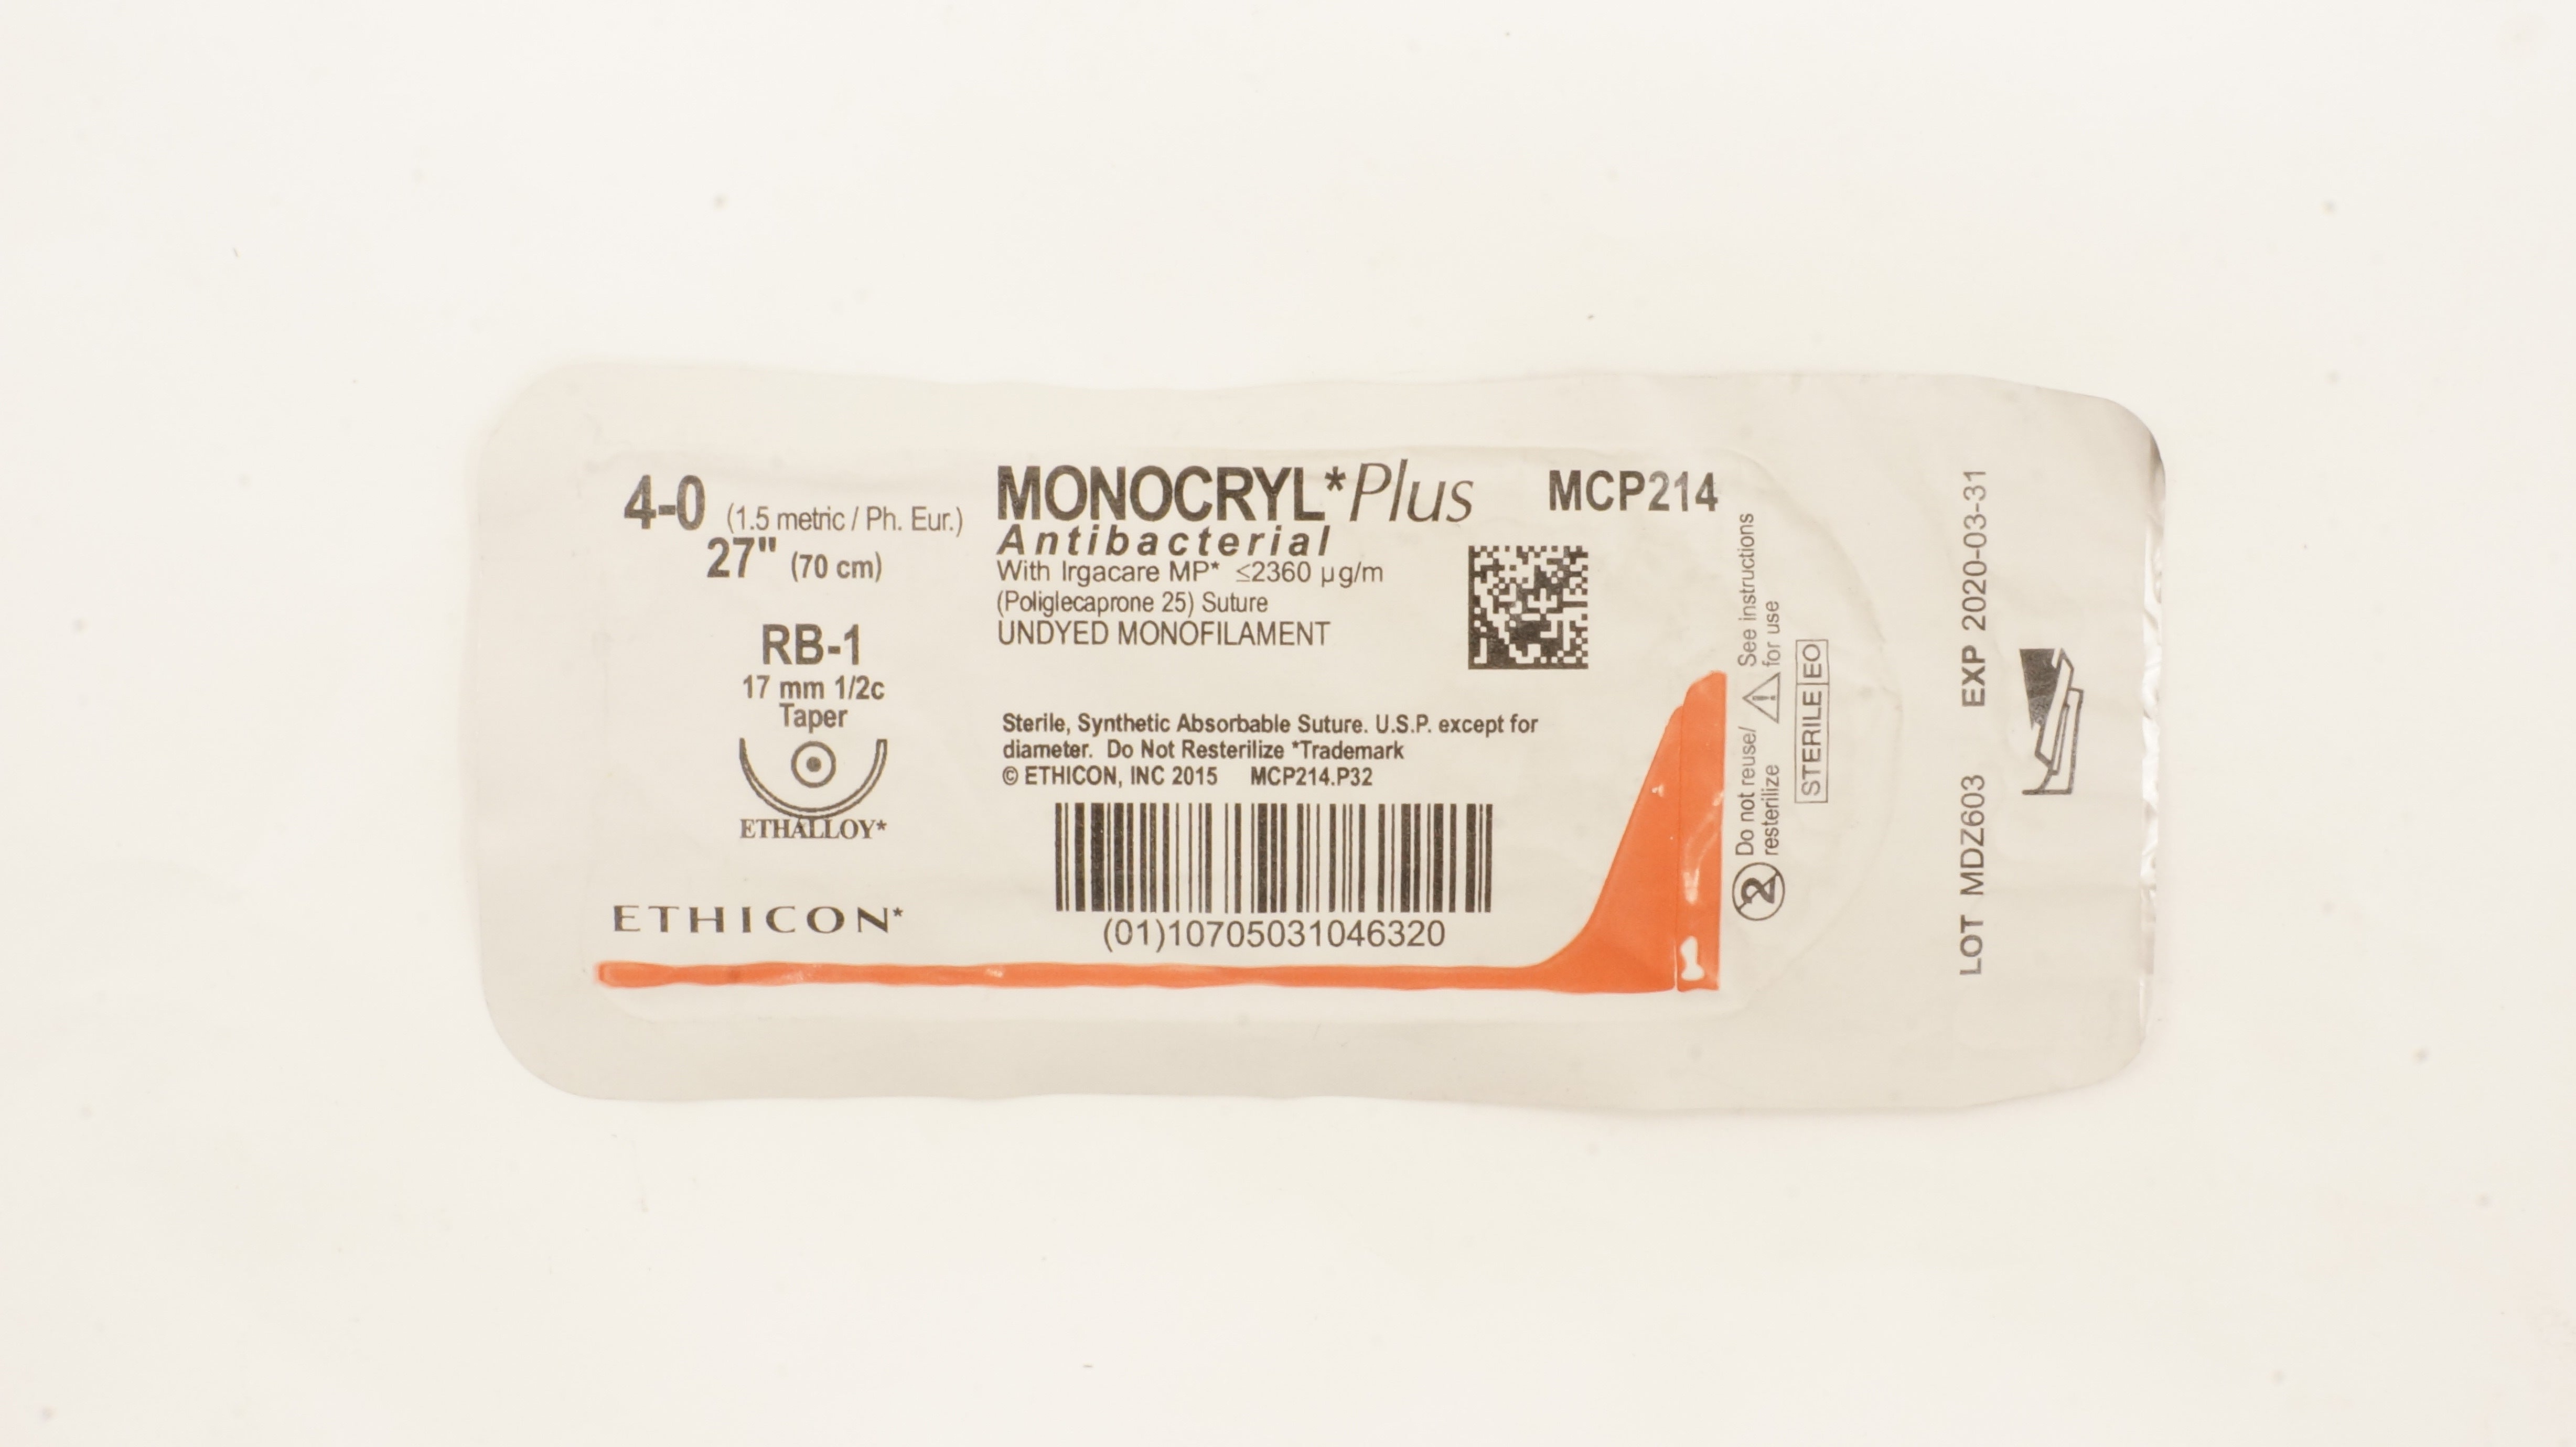 4-0 (1.5 metric / Ph. Eur.)
27" (70 cm)
RB-1
17 mm 1/2c
Taper
ETHALLOY*
ETHICON*
MONOCRYL*Plus
Antibacterial
With Irgacare MP* ≤2360 µg/m
(Poliglecaprone 25) Suture
UNDYED MONOFILAMENT
MCP214
Sterile, Synthetic Absorbable Suture. U.S.P. except for
diameter. Do Not Resterilize *Trademark
© ETHICON, INC 2015 MCP214.P32
(01)10705031046320
1
2 Do not reuse/
resterilize
See instructions
for use
STERILE EO
LOT MDZ603 EXP 2020-03-31